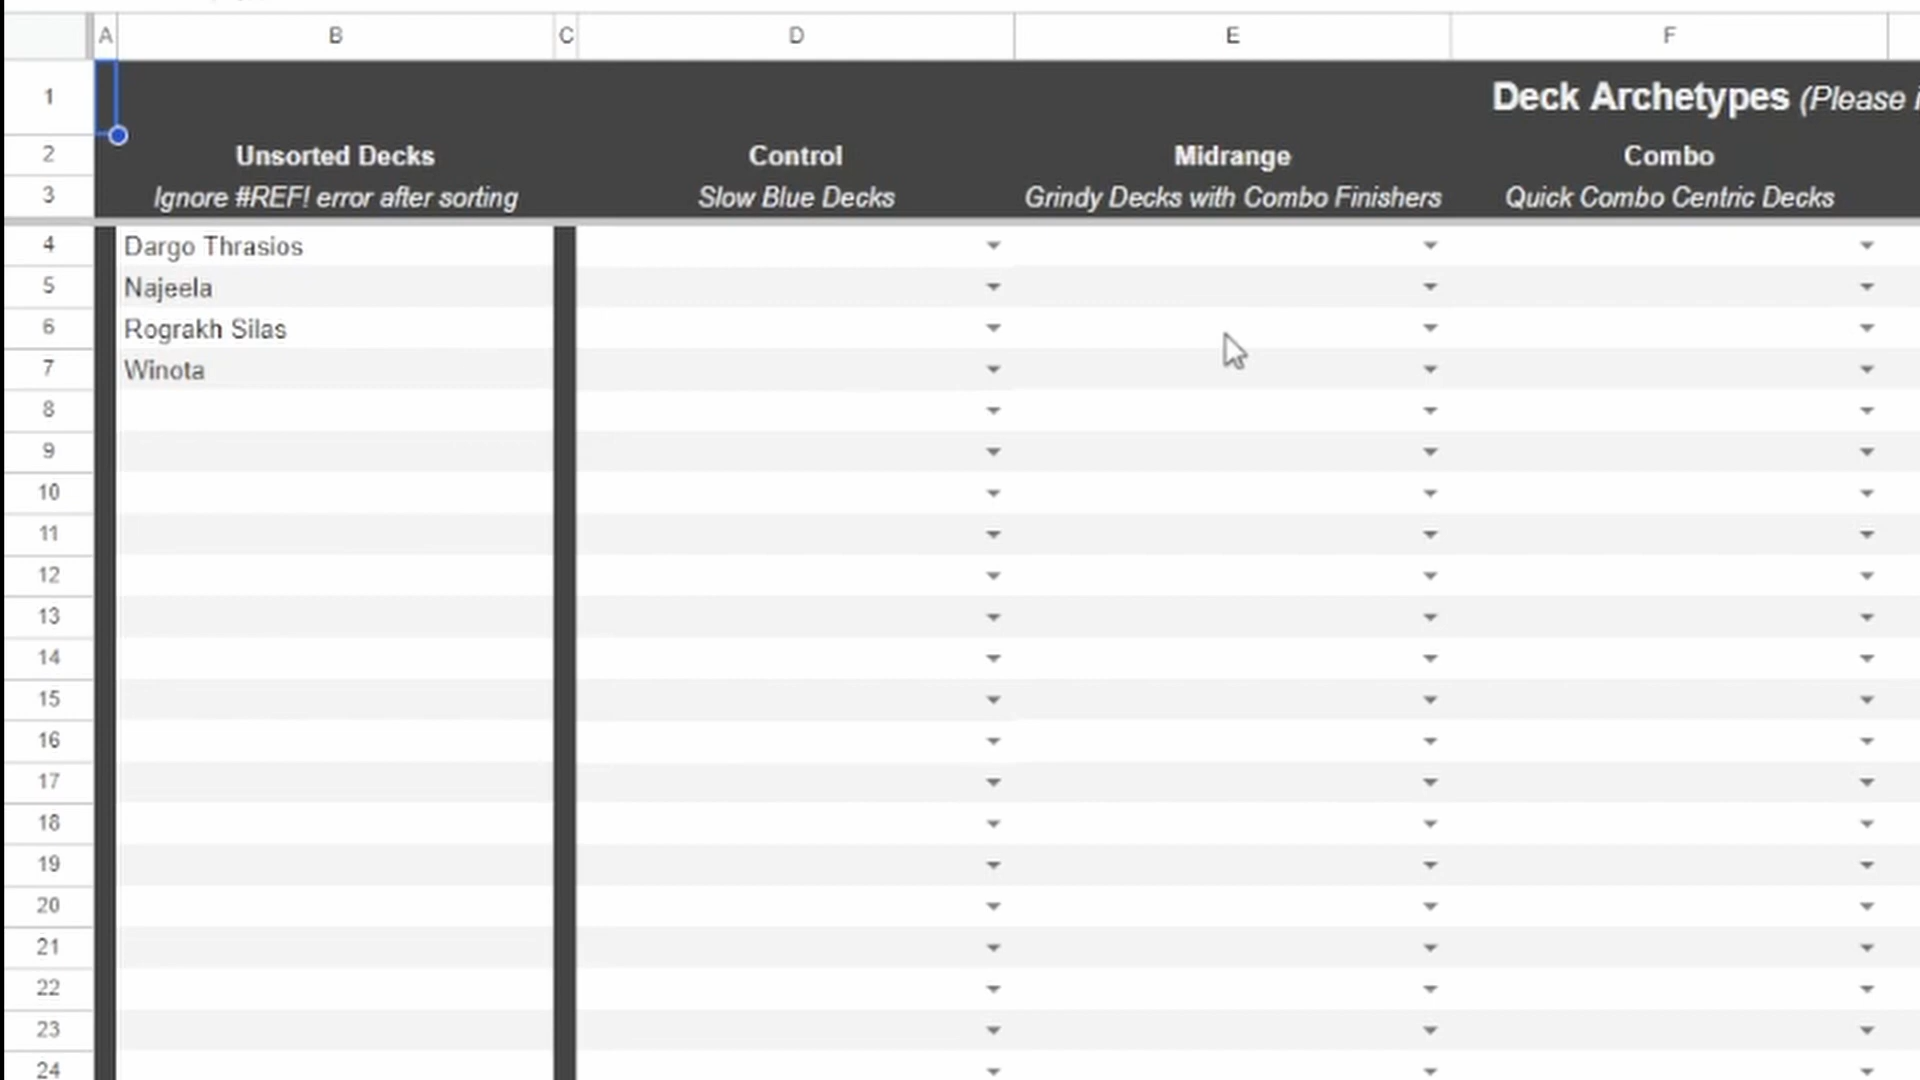 A B C D E F
1 Deck Archetypes (Please i
2 Unsorted Decks Control Midrange Combo
3 Ignore #REF! error after sorting Slow Blue Decks Grindy Decks with Combo Finishers Quick Combo Centric Decks
4 Dargo Thrasios
5 Najeela
6 Rograkh Silas
7 Winota
8
9
10
11
12
13
14
15
16
17
18
19
20
21
22
23
24